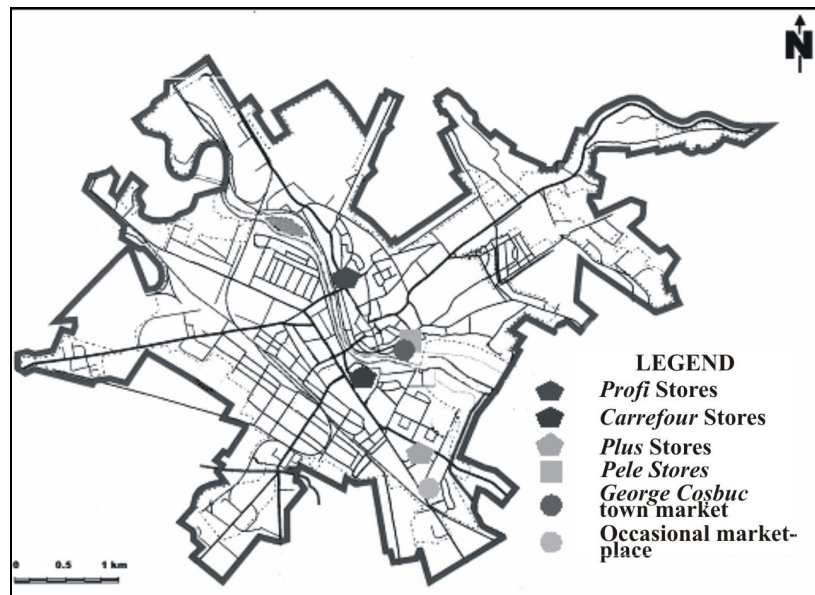 N
LEGEND
Profi Stores
Carrefour Stores
Plus Stores
Pele Stores
George Coşbuc
town market
Occasional market-
place
0 0.5 1 km